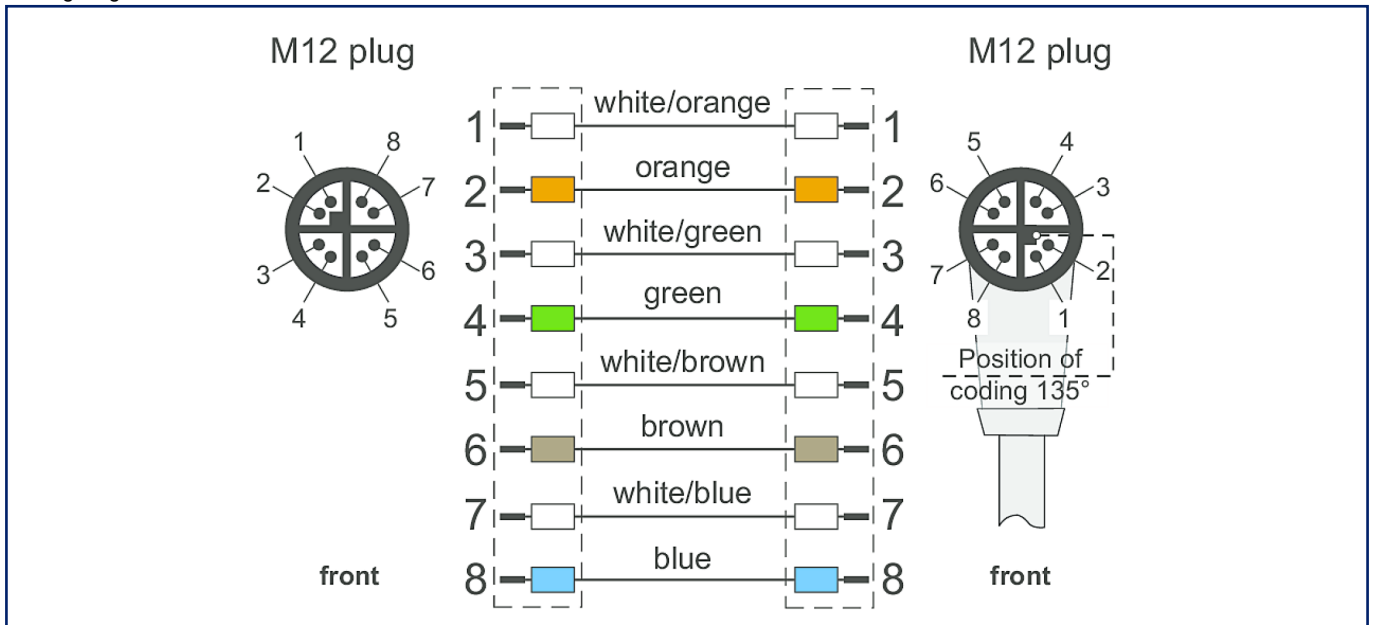 M12 plug
M12 plug
1 white/orange 1
2 orange 2
3 white/green 3
4 green 4
5 white/brown 5
6 brown 6
7 white/blue 7
8 blue 8
1 8
2 7
3 6
4 5
front
5 4
6 3
7 2
8 1
Position of
coding 135°
front